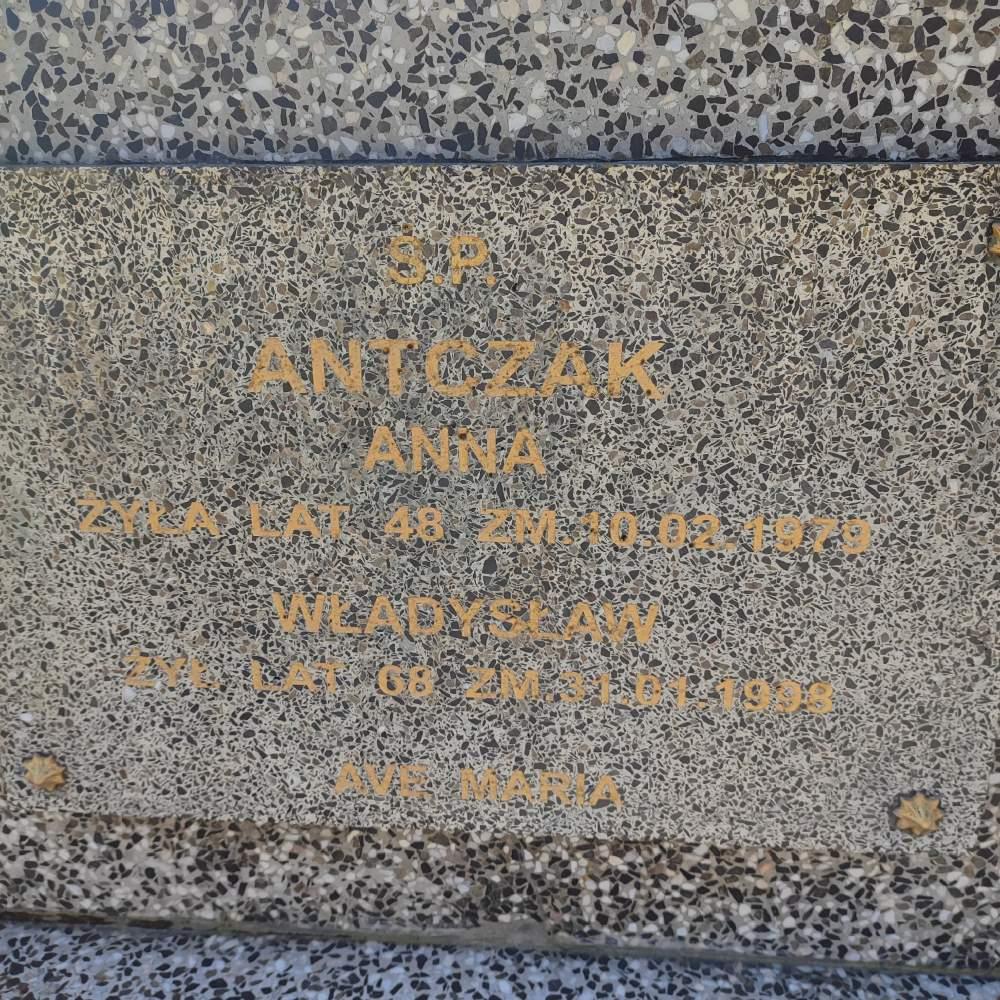 Ś.P.
ANTCZAK
ANNA
ŻYŁA LAT 48 ZM.10.02.1979
WŁADYSŁAW
ŻYŁ LAT 68 ZM.31.01.1998
AVE MARIA